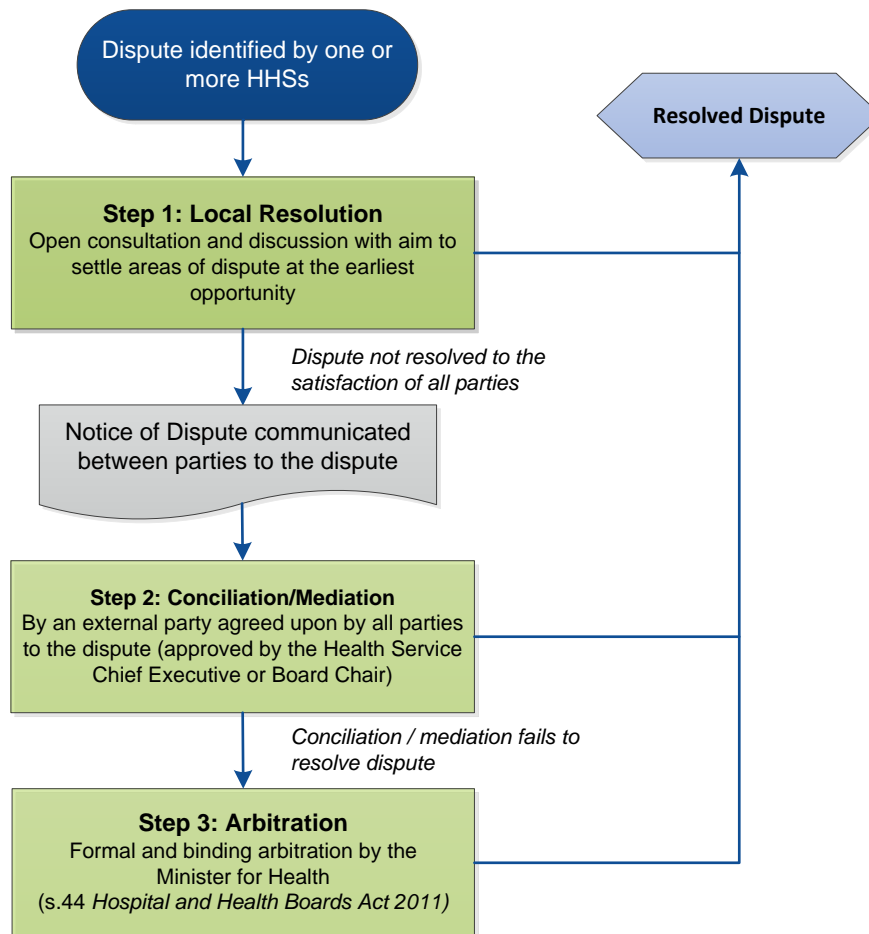 Dispute identified by one or
more HHSs
Resolved Dispute
Step 1: Local Resolution
Open consultation and discussion with aim to
settle areas of dispute at the earliest
opportunity
Dispute not resolved to the
satisfaction of all parties
Notice of Dispute communicated
between parties to the dispute
Step 2: Conciliation/Mediation
By an external party agreed upon by all parties
to the dispute (approved by the Health Service
Chief Executive or Board Chair)
Conciliation / mediation fails to
resolve dispute
Step 3: Arbitration
Formal and binding arbitration by the
Minister for Health
(s.44 Hospital and Health Boards Act 2011)